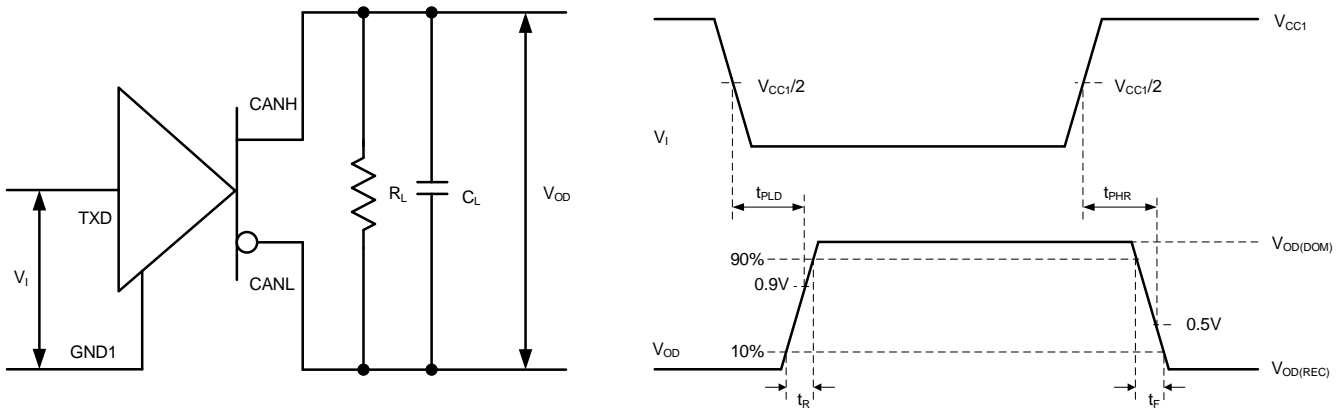 CANH
TXD
R_L
C_L
V_OD
V_I
CANL
GND1
V_CC1
V_CC1/2
V_CC1/2
V_I
t_PLD
t_PHR
V_OD(DOM)
90%
0.9V
0.5V
V_OD
10%
V_OD(REC)
t_R
t_F